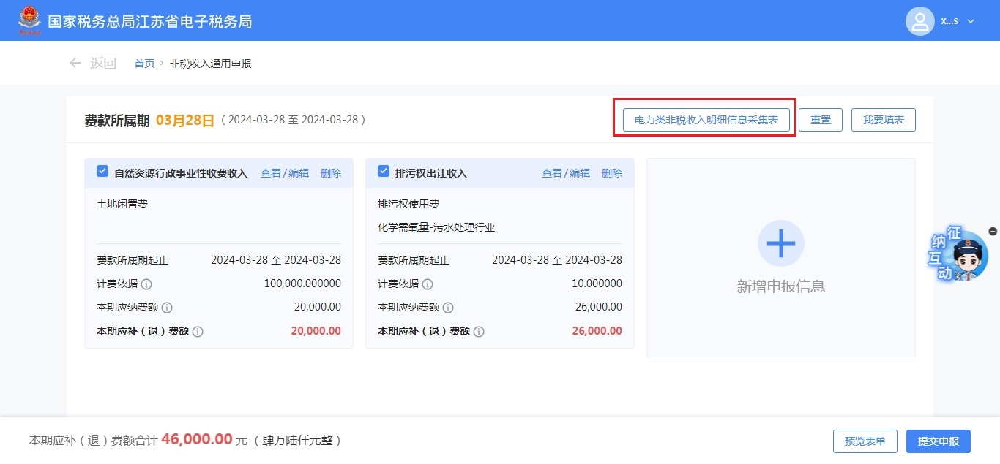 国家税务总局江苏省电子税务局
x...s
返回 首页 > 非税收入通用申报
费款所属期 03月28日 (2024-03-28 至 2024-03-28)
电力类非税收入明细信息采集表 重置 我要填表
自然资源行政事业性收费收入 查看/编辑 删除
土地闲置费
费款所属期起止 2024-03-28 至 2024-03-28
计费依据 100,000.000000
本期应纳费额 20,000.00
本期应补(退)费额 20,000.00
排污权出让收入 查看/编辑 删除
排污权使用费
化学需氧量-污水处理行业
费款所属期起止 2024-03-28 至 2024-03-28
计费依据 10.000000
本期应纳费额 26,000.00
本期应补(退)费额 26,000.00
新增申报信息
征纳互动
本期应补(退)费额合计 46,000.00 元 (肆万陆仟元整)
预览表单 提交申报